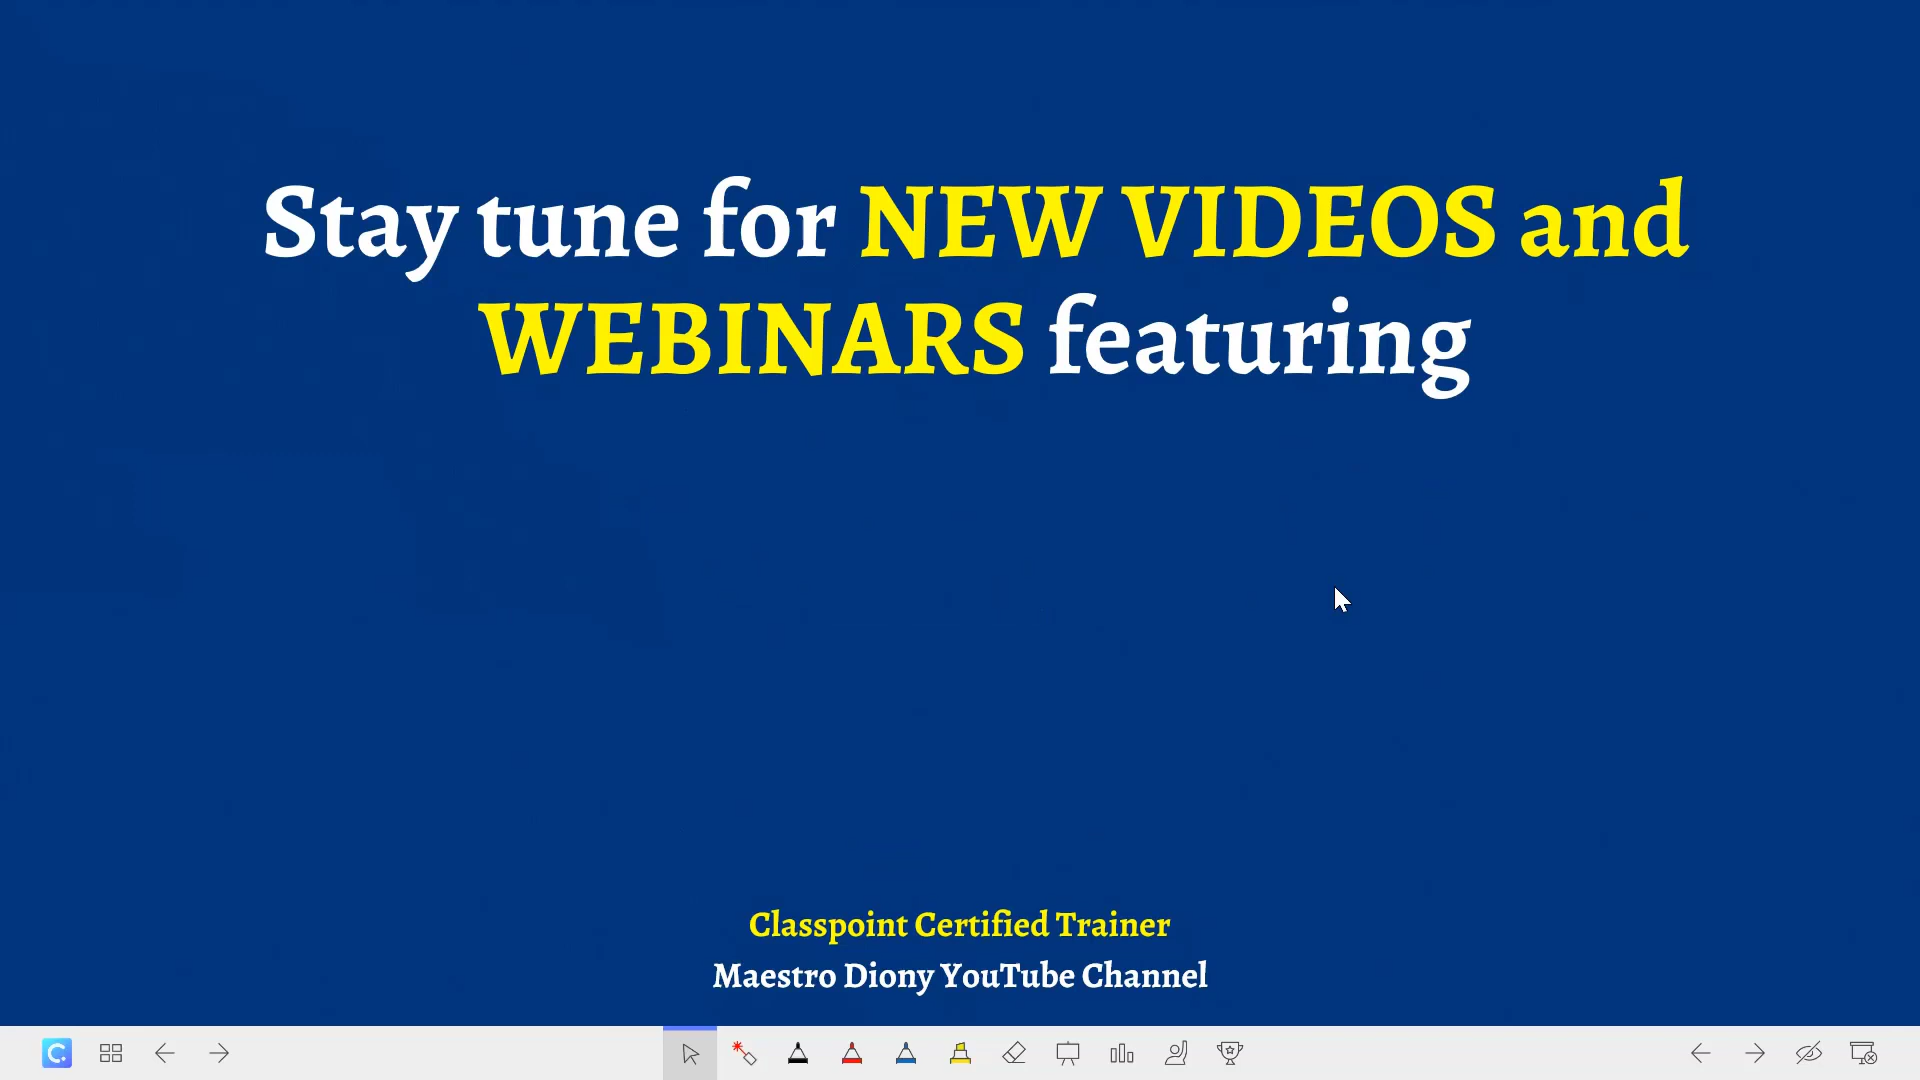 Stay tune for NEW VIDEOS and
WEBINARS featuring
Classpoint Certified Trainer
Maestro Diony YouTube Channel